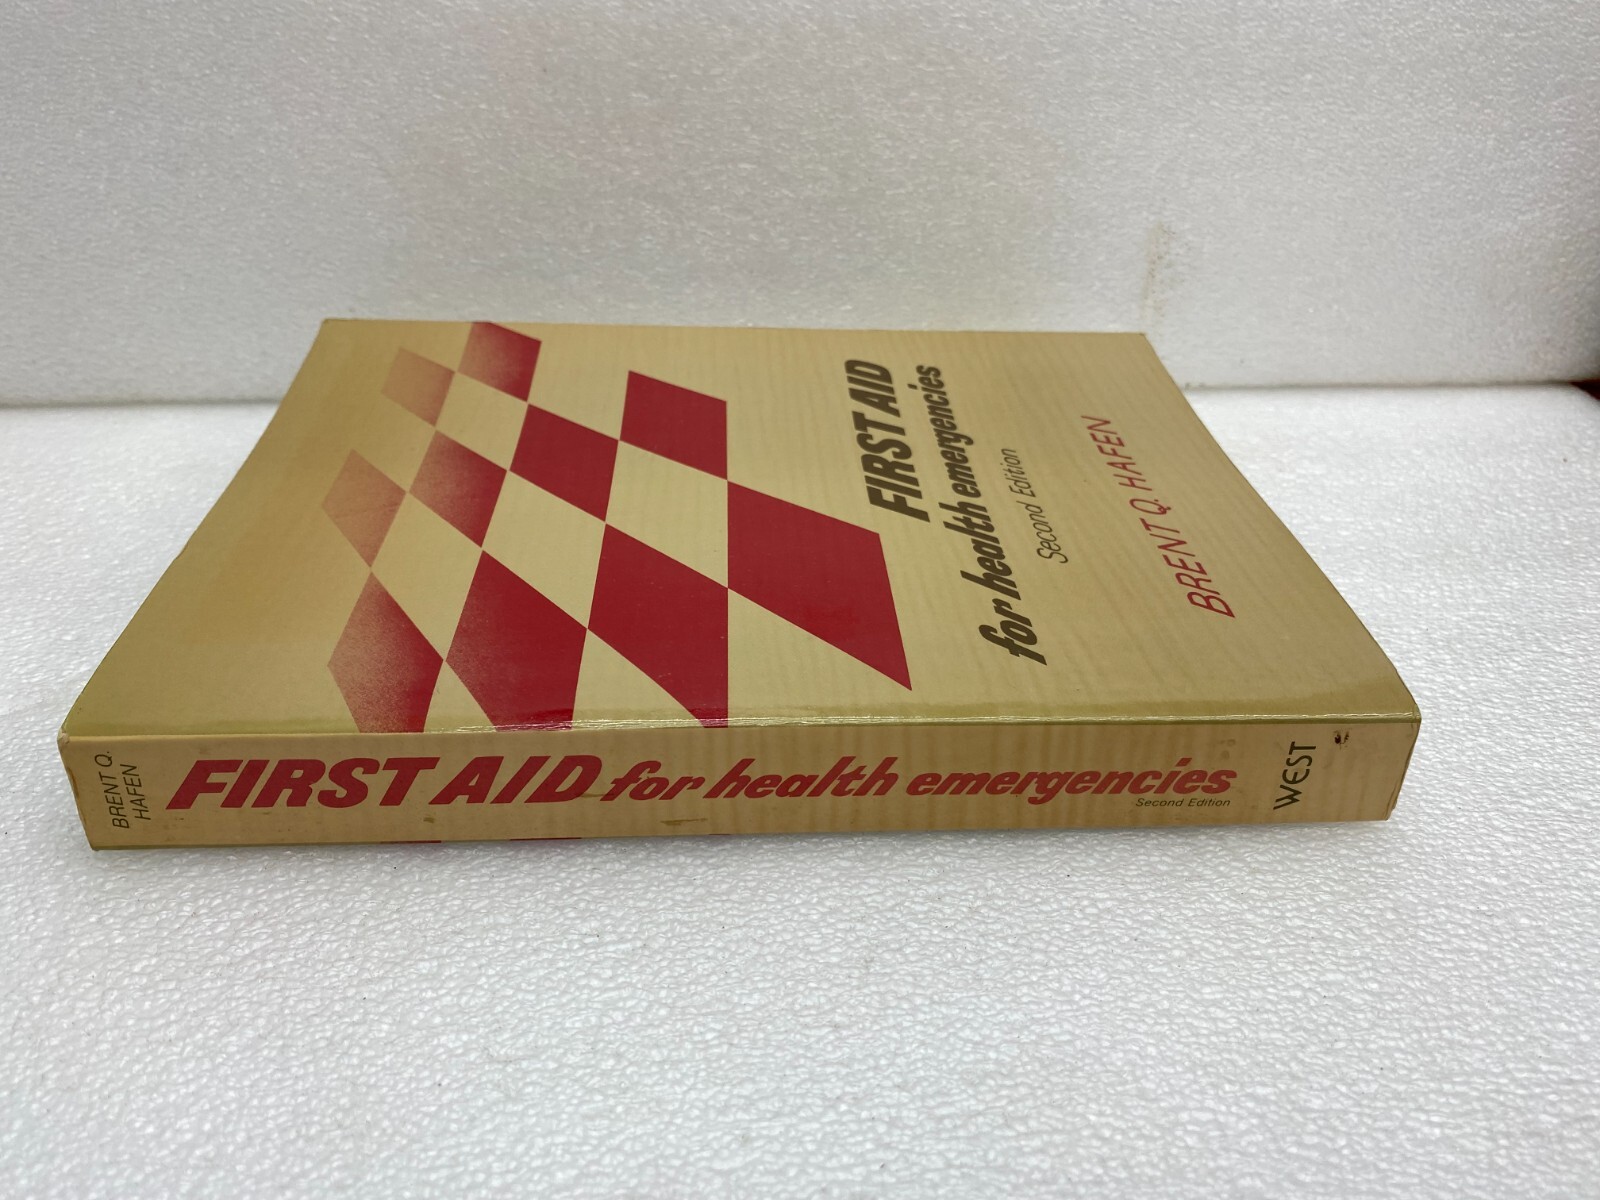 FIRST AID
for health emergencies
Second Edition
BRENT Q. HAFEN
BRENT Q.
HAFEN
FIRST AID for health emergencies
Second Edition
WEST